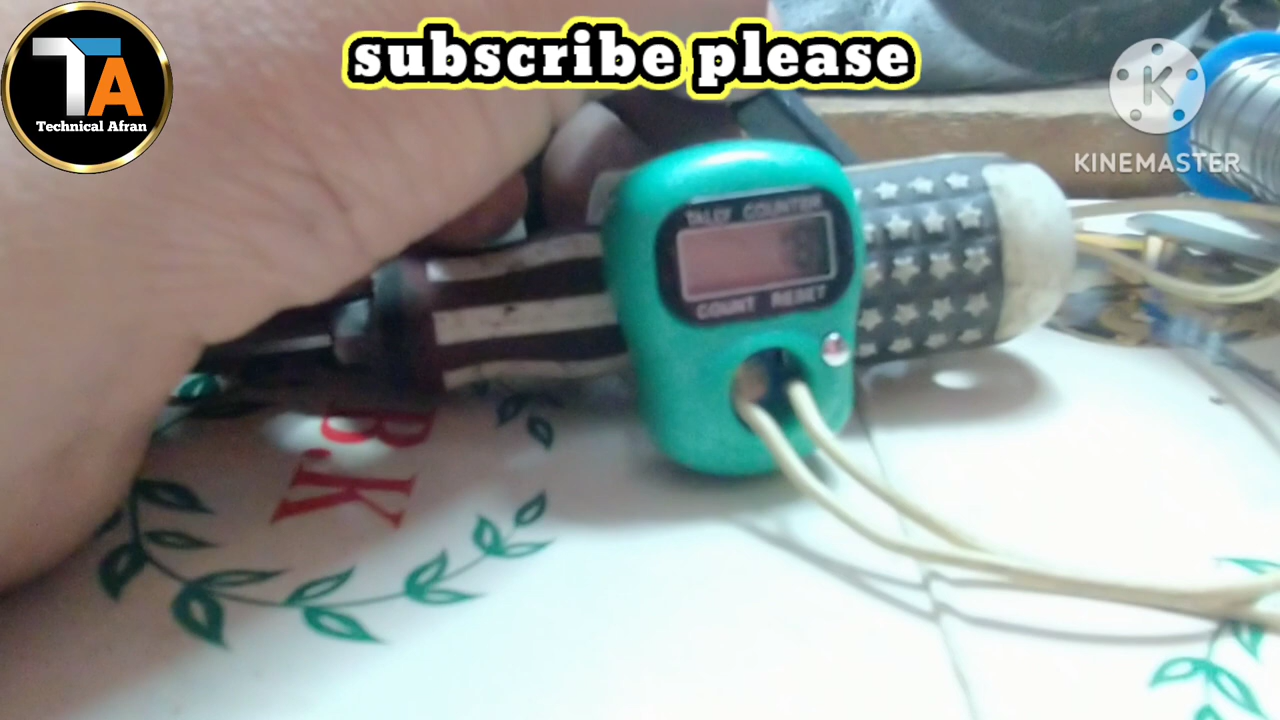 subscribe please
TA
Technical Afran
K
KINEMASTER
TALLY COUNTER
COUNT RESET
B.K